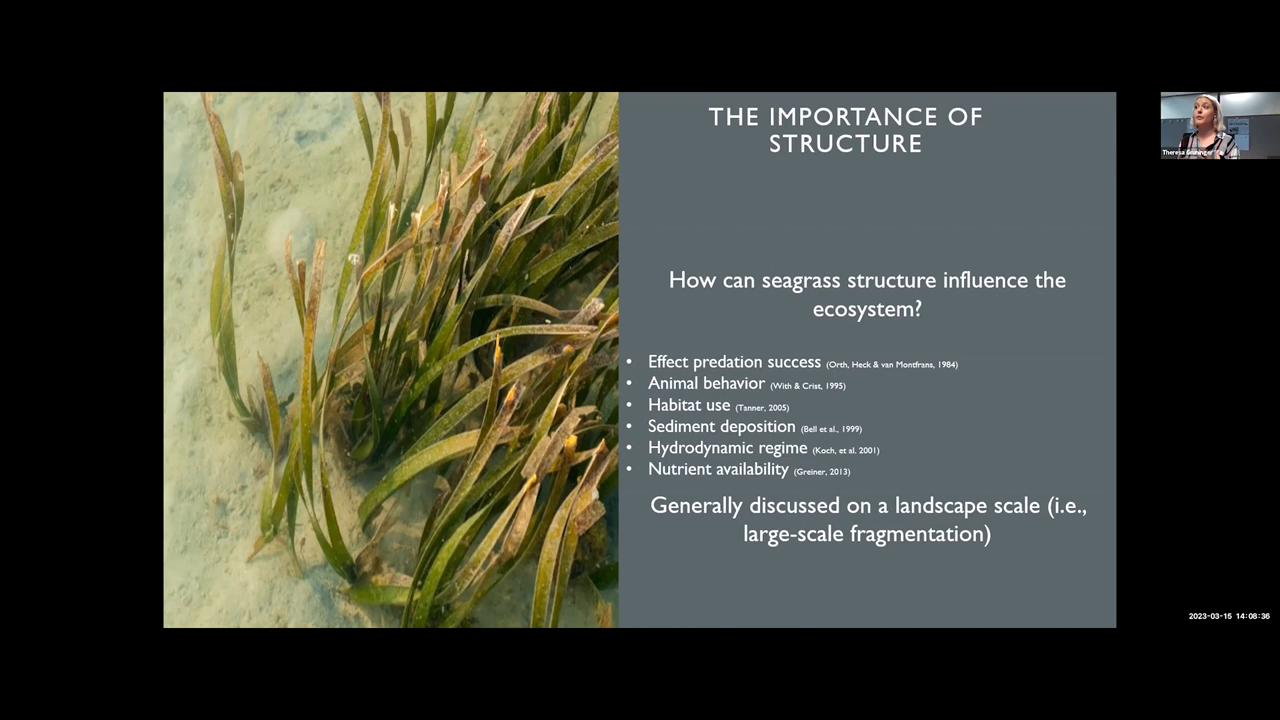 THE IMPORTANCE OF
STRUCTURE
How can seagrass structure influence the
ecosystem?
• Effect predation success (Orth, Heck & van Montfrans, 1984)
• Animal behavior (With & Crist, 1995)
• Habitat use (Tanner, 2005)
• Sediment deposition (Bell et al., 1999)
• Hydrodynamic regime (Koch, et al. 2001)
• Nutrient availability (Greiner, 2013)
Generally discussed on a landscape scale (i.e.,
large-scale fragmentation)
Theresa
2023-03-15 14:08:36